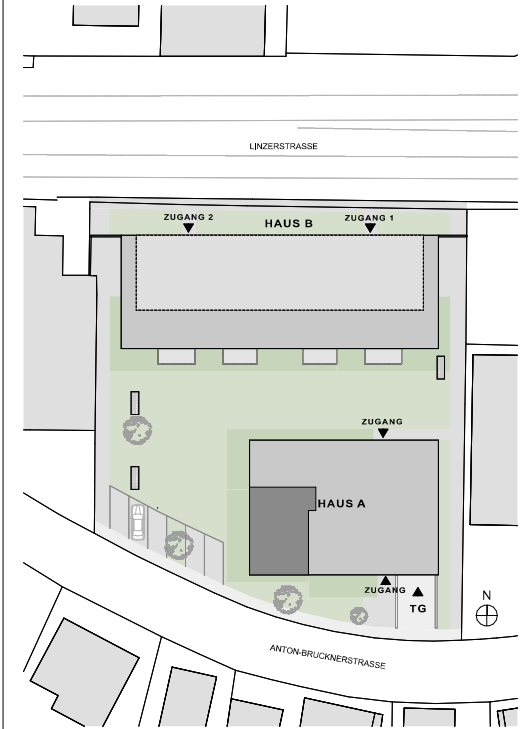 LINZERSTRASSE
ZUGANG 2
HAUS B
ZUGANG 1
ZUGANG
HAUS A
ZUGANG
TG
N
ANTON-BRUCKNERSTRASSE